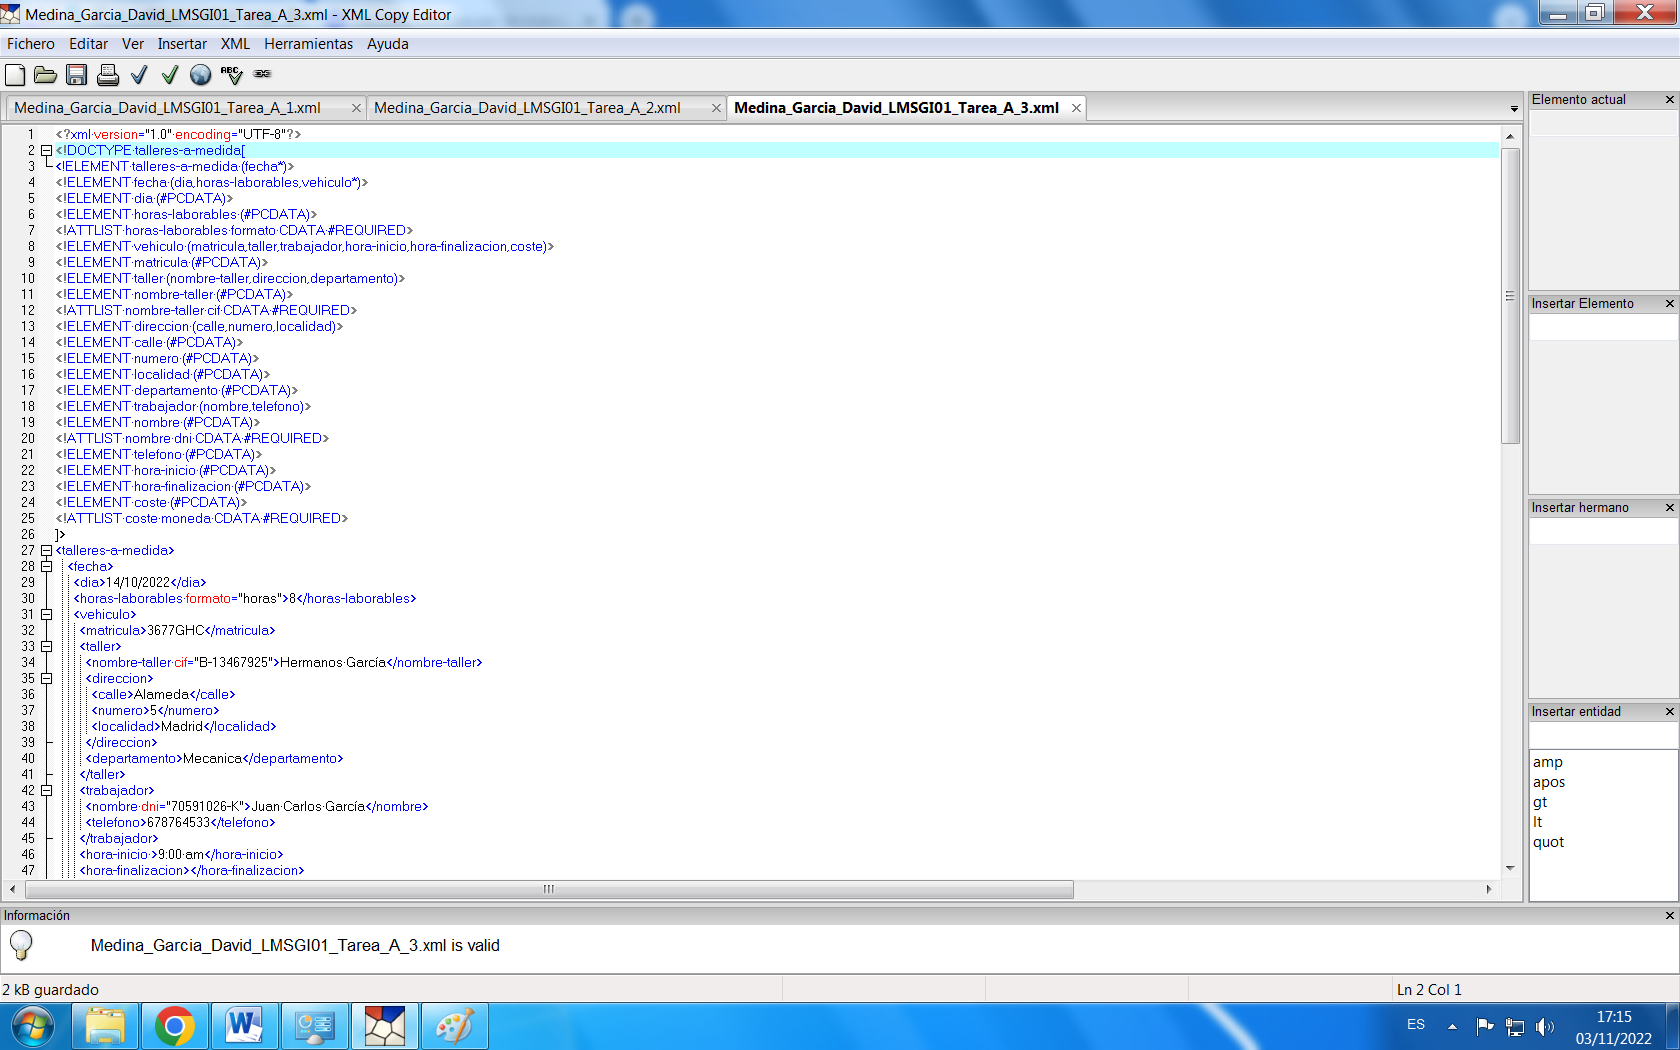 Medina_Garcia_David_LMSGI01_Tarea_A_3.xml - XML Copy Editor
Fichero Editar Ver Insertar XML Herramientas Ayuda
ABC
Medina_Garcia_David_LMSGI01_Tarea_A_1.xml Medina_Garcia_David_LMSGI01_Tarea_A_2.xml Medina_Garcia_David_LMSGI01_Tarea_A_3.xml
1 <?xml version="1.0" encoding="UTF-8"?>
2 <!DOCTYPE talleres-a-medida[
3 <!ELEMENT talleres-a-medida (fecha*)>
4 <!ELEMENT fecha (dia,horas-laborables,vehiculo*)>
5 <!ELEMENT dia (#PCDATA)>
6 <!ELEMENT horas-laborables (#PCDATA)>
7 <!ATTLIST horas-laborables formato CDATA #REQUIRED>
8 <!ELEMENT vehiculo (matricula,taller,trabajador,hora-inicio,hora-finalizacion,coste)>
9 <!ELEMENT matricula (#PCDATA)>
10 <!ELEMENT taller (nombre-taller,direccion,departamento)>
11 <!ELEMENT nombre-taller (#PCDATA)>
12 <!ATTLIST nombre-taller cif CDATA #REQUIRED>
13 <!ELEMENT direccion (calle,numero,localidad)>
14 <!ELEMENT calle (#PCDATA)>
15 <!ELEMENT numero (#PCDATA)>
16 <!ELEMENT localidad (#PCDATA)>
17 <!ELEMENT departamento (#PCDATA)>
18 <!ELEMENT trabajador (nombre,telefono)>
19 <!ELEMENT nombre (#PCDATA)>
20 <!ATTLIST nombre dni CDATA #REQUIRED>
21 <!ELEMENT telefono (#PCDATA)>
22 <!ELEMENT hora-inicio (#PCDATA)>
23 <!ELEMENT hora-finalizacion (#PCDATA)>
24 <!ELEMENT coste (#PCDATA)>
25 <!ATTLIST coste moneda CDATA #REQUIRED>
26 ]>
27 <talleres-a-medida>
28 <fecha>
29 <dia>14/10/2022</dia>
30 <horas-laborables formato="horas">8</horas-laborables>
31 <vehiculo>
32 <matricula>3677GHC</matricula>
33 <taller>
34 <nombre-taller cif="B-13467925">Hermanos García</nombre-taller>
35 <direccion>
36 <calle>Alameda</calle>
37 <numero>5</numero>
38 <localidad>Madrid</localidad>
39 </direccion>
40 <departamento>Mecanica</departamento>
41 </taller>
42 <trabajador>
43 <nombre dni="70591026-K">Juan Carlos García</nombre>
44 <telefono>678764533</telefono>
45 </trabajador>
46 <hora-inicio >9:00 am</hora-inicio>
47 <hora-finalizacion></hora-finalizacion>
Elemento actual
Insertar Elemento
Insertar hermano
Insertar entidad
amp
apos
gt
lt
quot
Información
Medina_Garcia_David_LMSGI01_Tarea_A_3.xml is valid
2 kB guardado
Ln 2 Col 1
ES
17:15
03/11/2022